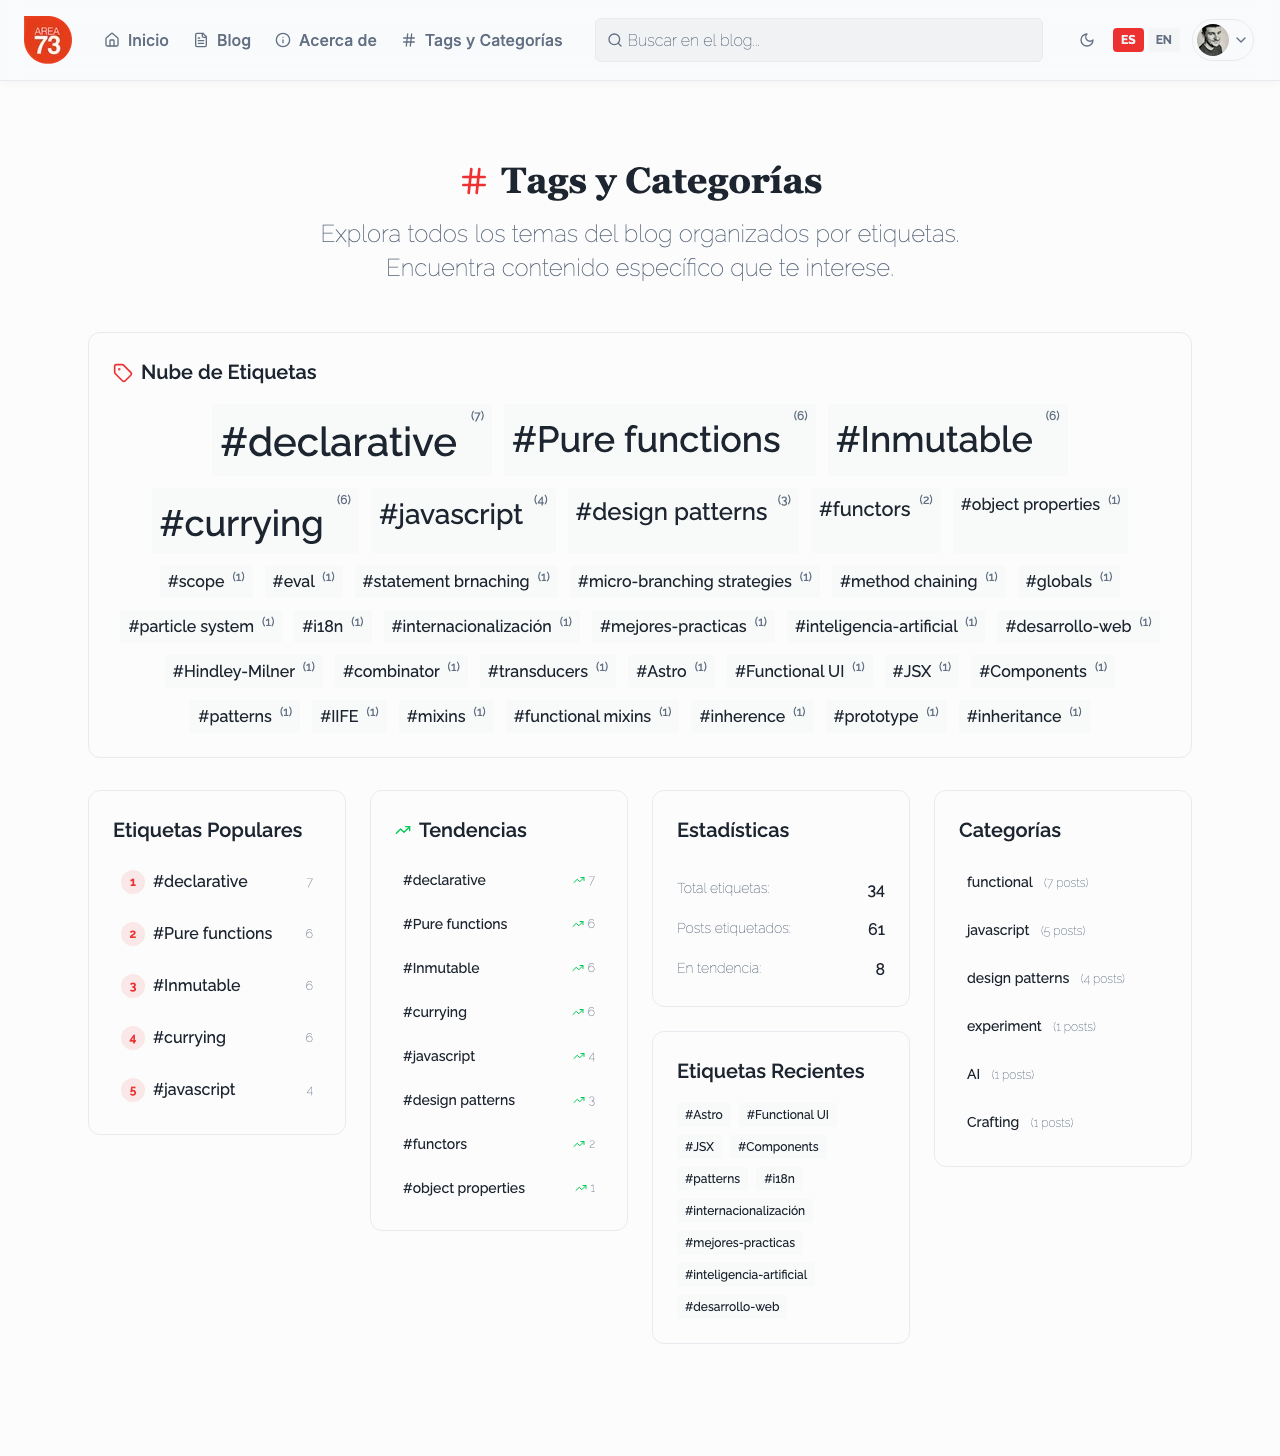 AREA
73
Inicio
Blog
Acerca de
Tags y Categorías
Buscar en el blog...
ES
EN
Tags y Categorías
Explora todos los temas del blog organizados por etiquetas.
Encuentra contenido específico que te interese.
Nube de Etiquetas
#declarative (7) #Pure functions (6) #Inmutable (6)
#currying (6) #javascript (4) #design patterns (3) #functors (2) #object properties (1)
#scope (1) #eval (1) #statement brnaching (1) #micro-branching strategies (1) #method chaining (1) #globals (1)
#particle system (1) #i18n (1) #internacionalización (1) #mejores-practicas (1) #inteligencia-artificial (1) #desarrollo-web (1)
#Hindley-Milner (1) #combinator (1) #transducers (1) #Astro (1) #Functional UI (1) #JSX (1) #Components (1)
#patterns (1) #IIFE (1) #mixins (1) #functional mixins (1) #inherence (1) #prototype (1) #inheritance (1)
Etiquetas Populares
1 #declarative 7
2 #Pure functions 6
3 #Inmutable 6
4 #currying 6
5 #javascript 4
Tendencias
#declarative 7
#Pure functions 6
#Inmutable 6
#currying 6
#javascript 4
#design patterns 3
#functors 2
#object properties 1
Estadísticas
Total etiquetas: 34
Posts etiquetados: 61
En tendencia: 8
Etiquetas Recientes
#Astro #Functional UI
#JSX #Components
#patterns #i18n
#internacionalización
#mejores-practicas
#inteligencia-artificial
#desarrollo-web
Categorías
functional (7 posts)
javascript (5 posts)
design patterns (4 posts)
experiment (1 posts)
AI (1 posts)
Crafting (1 posts)